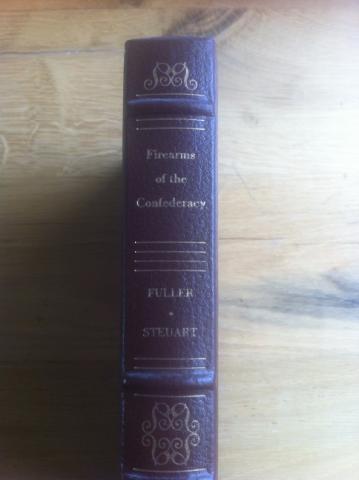 Firearms
of the
Confederacy
FULLER
*
STEUART